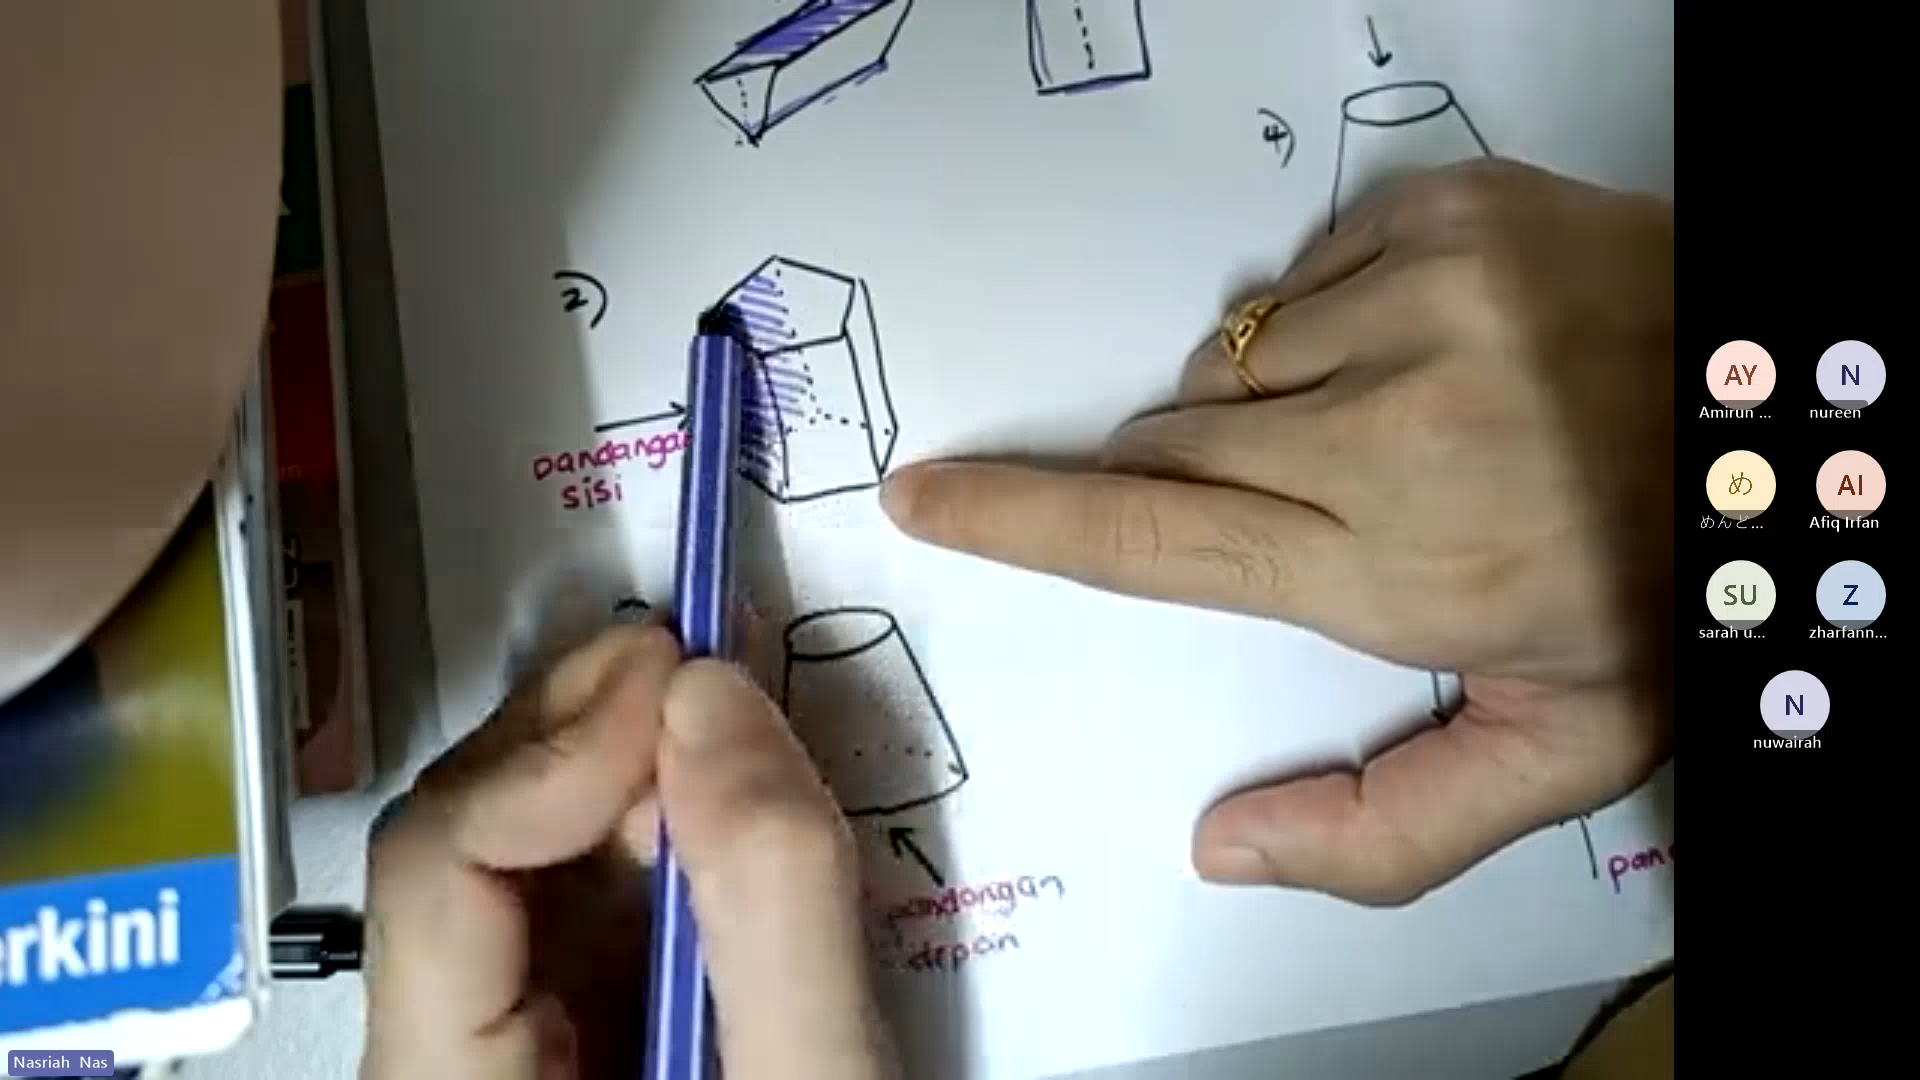 4)
2)
pandangan
sisi
pandangan
depan
erkini
Nasriah Nas
AY
Amirun ...
N
nureen
め
めんど...
AI
Afiq Irfan
SU
sarah u...
Z
zharfann...
N
nuwairah